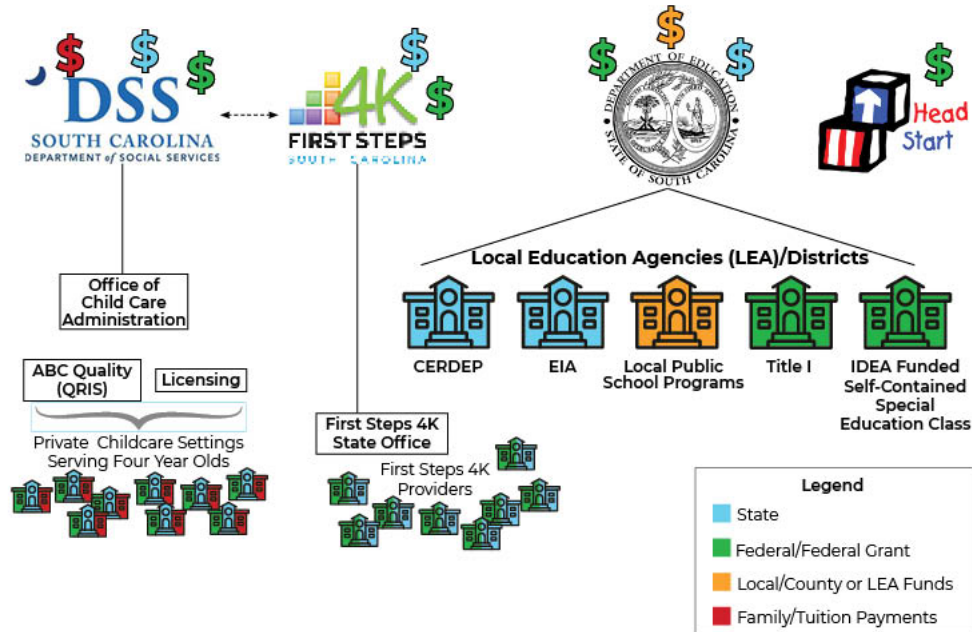 $
$
$
DSS
SOUTH CAROLINA
DEPARTMENT of SOCIAL SERVICES
$
$
4K
FIRST STEPS
SOUTH CAROLINA
$
$
$
DEPARTMENT OF EDUCATION
STATE OF SOUTH CAROLINA
$
Head
Start
Office of
Child Care
Administration
ABC Quality
(QRIS)
Licensing
Private Childcare Settings
Serving Four Year Olds
First Steps 4K
State Office
First Steps 4K
Providers
Local Education Agencies (LEA)/Districts
CERDEP
EIA
Local Public
School Programs
Title I
IDEA Funded
Self-Contained
Special
Education Class
Legend
State
Federal/Federal Grant
Local/County or LEA Funds
Family/Tuition Payments